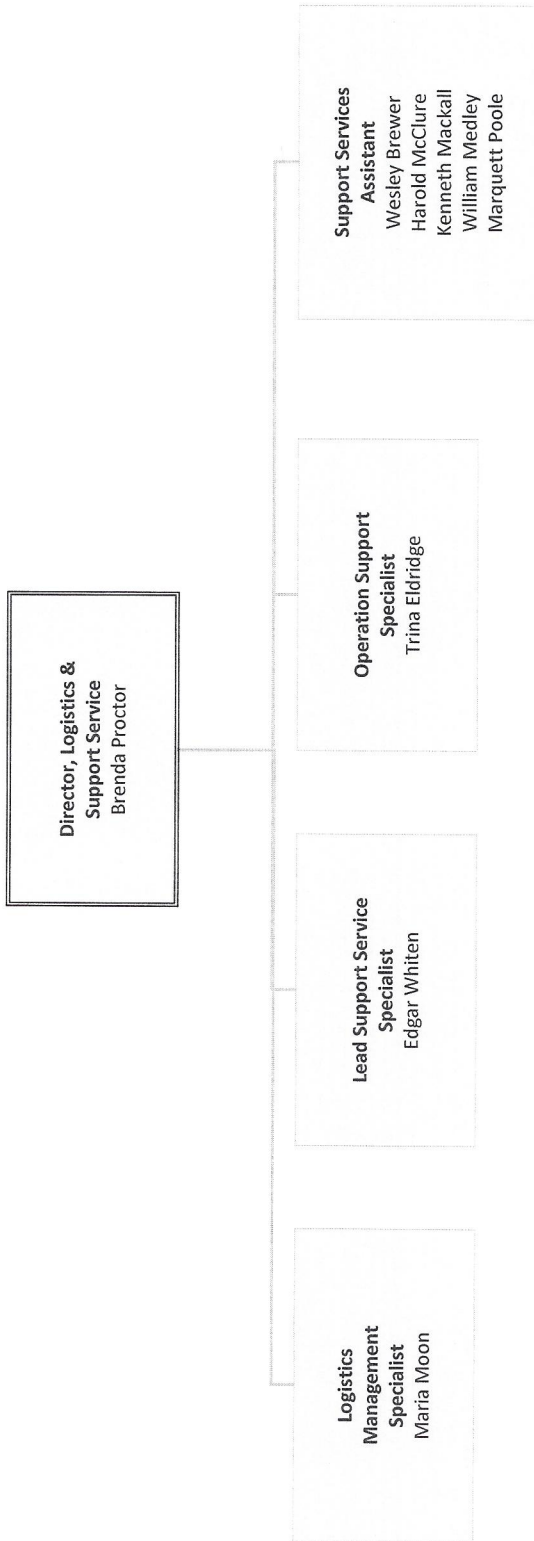 Director, Logistics &
Support Service
Brenda Proctor
Logistics
Management
Specialist
Maria Moon
Lead Support Service
Specialist
Edgar Whiten
Operation Support
Specialist
Trina Eldridge
Support Services
Assistant
Wesley Brewer
Harold McClure
Kenneth Mackall
William Medley
Marquett Poole